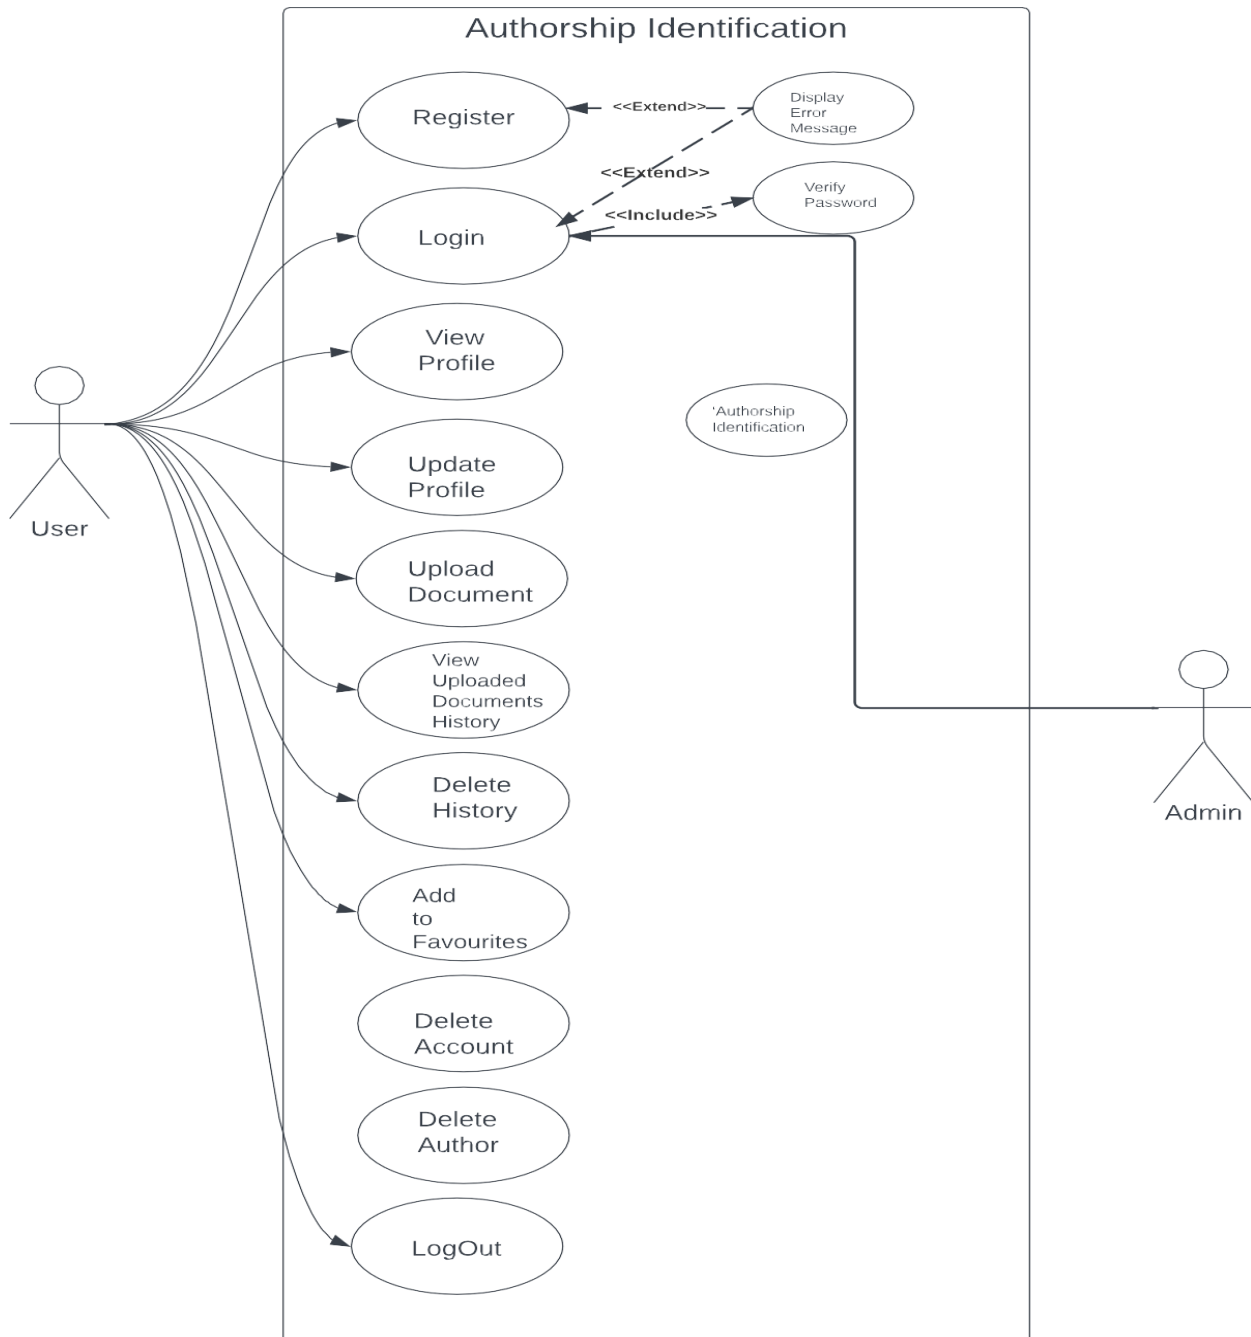 Authorship Identification
Register
<<Extend>>
Display
Error
Message
<<Extend>>
Verify
Password
<<Include>>
Login
View
Profile
'Authorship
Identification
Update
Profile
User
Upload
Document
View
Uploaded
Documents
History
Delete
History
Admin
Add
to
Favourites
Delete
Account
Delete
Author
LogOut